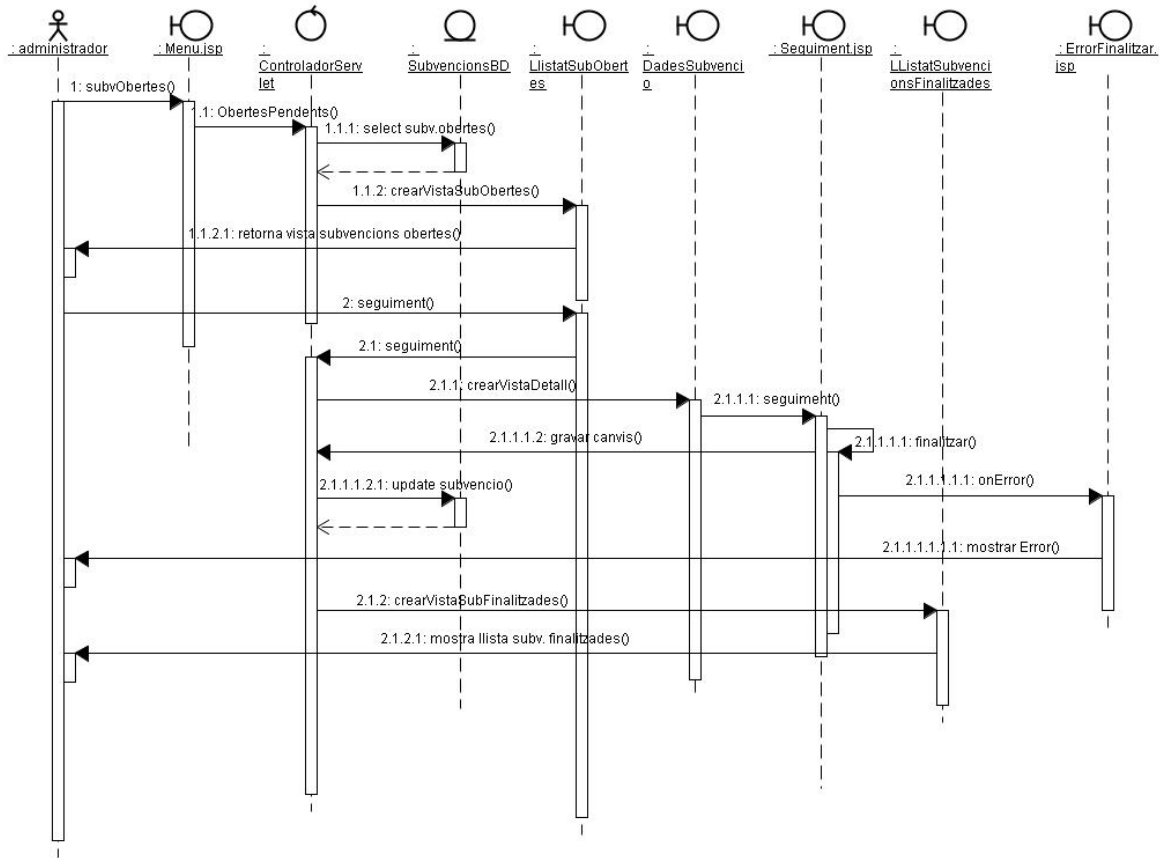 : administrador
: Menu.jsp
:
ControladorServ
let
:
SubvencionsBD
:
LlistatSubObert
es
:
DadesSubvenci
o
: Seguiment.jsp
:
LListatSubvenci
onsFinalitzades
: ErrorFinalitzar.
jsp
1: subvObertes()
1.1: ObertesPendents()
1.1.1: select subv.obertes()
1.1.2: crearVistaSubObertes()
1.1.2.1: retorna vista subvencions obertes()
2: seguiment()
2.1: seguiment()
2.1.1: crearVistaDetall()
2.1.1.1: seguiment()
2.1.1.1.2: gravar canvis()
2.1.1.1.1: finalitzar()
2.1.1.1.2.1: update subvencio()
2.1.1.1.1.1: onError()
2.1.1.1.1.1.1: mostrar Error()
2.1.2: crearVistaSubFinalitzades()
2.1.2.1: mostra llista subv. finalitzades()